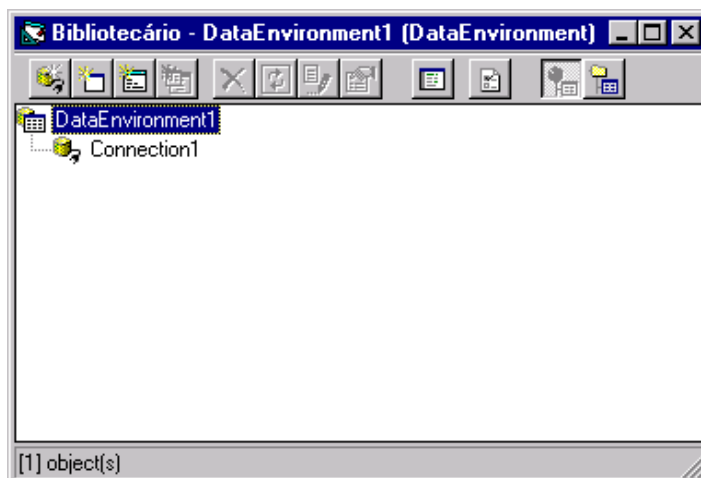 Bibliotecário - DataEnvironment1 (DataEnvironment)
DataEnvironment1
Connection1
[1] object(s)